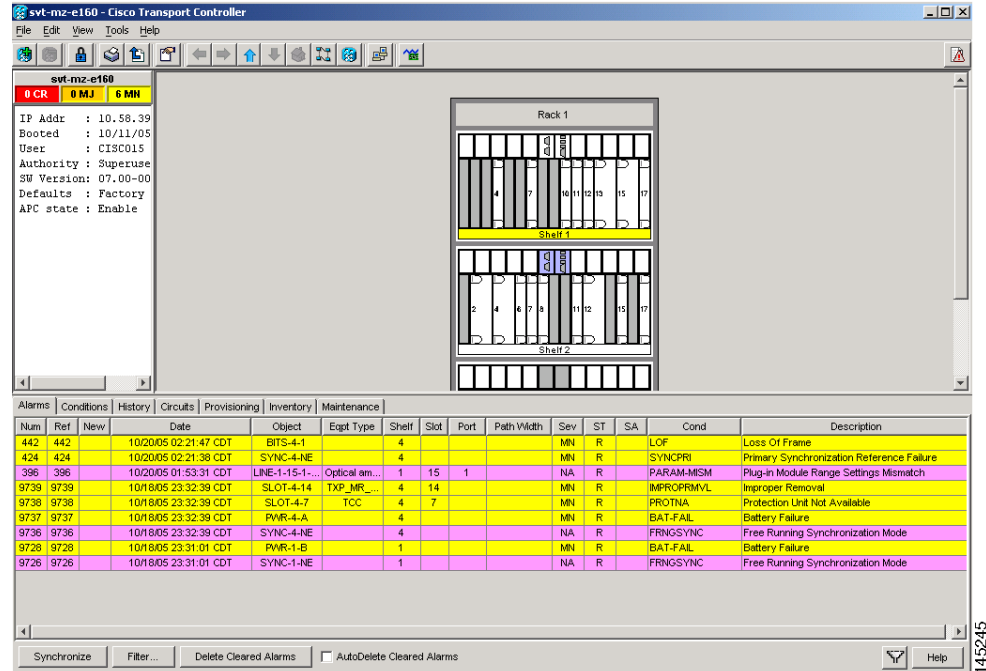 svt-mz-e160 - Cisco Transport Controller
File Edit View Tools Help
svt-mz-e160
0 CR 0 MJ 6 MN
IP Addr : 10.58.39
Booted : 10/11/05
User : CISCO15
Authority : Superuse
SW Version: 07.00-00
Defaults : Factory
APC state : Enable
Rack 1
4 7 10 11 12 13 15 17
Shelf 1
2 4 6 7 8 11 12 15 17
Shelf 2
Alarms Conditions History Circuits Provisioning Inventory Maintenance
Num Ref New Date Object Eqpt Type Shelf Slot Port Path Width Sev ST SA Cond Description
442 442 10/20/05 02:21:47 CDT BITS-4-1 4 MN R LOF Loss Of Frame
424 424 10/20/05 02:21:38 CDT SYNC-4-NE 4 MN R SYNCPRI Primary Synchronization Reference Failure
396 396 10/20/05 01:53:31 CDT LINE-1-15-1-... Optical am... 1 15 1 NA R PARAM-MISM Plug-in Module Range Settings Mismatch
9739 9739 10/18/05 23:32:39 CDT SLOT-4-14 TXP_MR_... 4 14 MN R IMPROPRMVL Improper Removal
9738 9738 10/18/05 23:32:39 CDT SLOT-4-7 TCC 4 7 MN R PROTNA Protection Unit Not Available
9737 9737 10/18/05 23:32:39 CDT PWR-4-A 4 MN R BAT-FAIL Battery Failure
9736 9736 10/18/05 23:32:39 CDT SYNC-4-NE 4 NA R FRNGSYNC Free Running Synchronization Mode
9728 9728 10/18/05 23:31:01 CDT PWR-1-B 1 MN R BAT-FAIL Battery Failure
9726 9726 10/18/05 23:31:01 CDT SYNC-1-NE 1 NA R FRNGSYNC Free Running Synchronization Mode
Synchronize Filter... Delete Cleared Alarms AutoDelete Cleared Alarms Help
145245